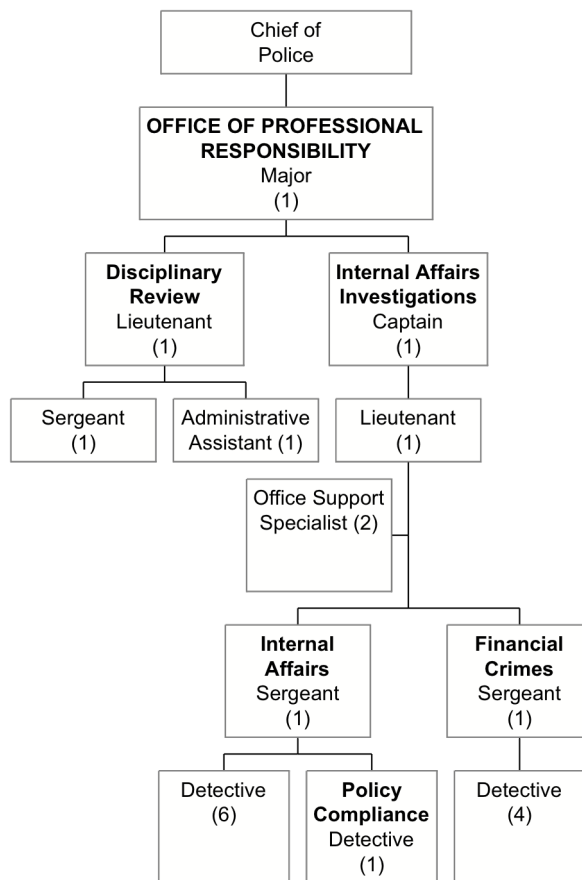 Chief of
Police
OFFICE OF PROFESSIONAL
RESPONSIBILITY
Major
(1)
Disciplinary
Review
Lieutenant
(1)
Internal Affairs
Investigations
Captain
(1)
Sergeant
(1)
Administrative
Assistant (1)
Lieutenant
(1)
Office Support
Specialist (2)
Internal
Affairs
Sergeant
(1)
Financial
Crimes
Sergeant
(1)
Detective
(6)
Policy
Compliance
Detective
(1)
Detective
(4)